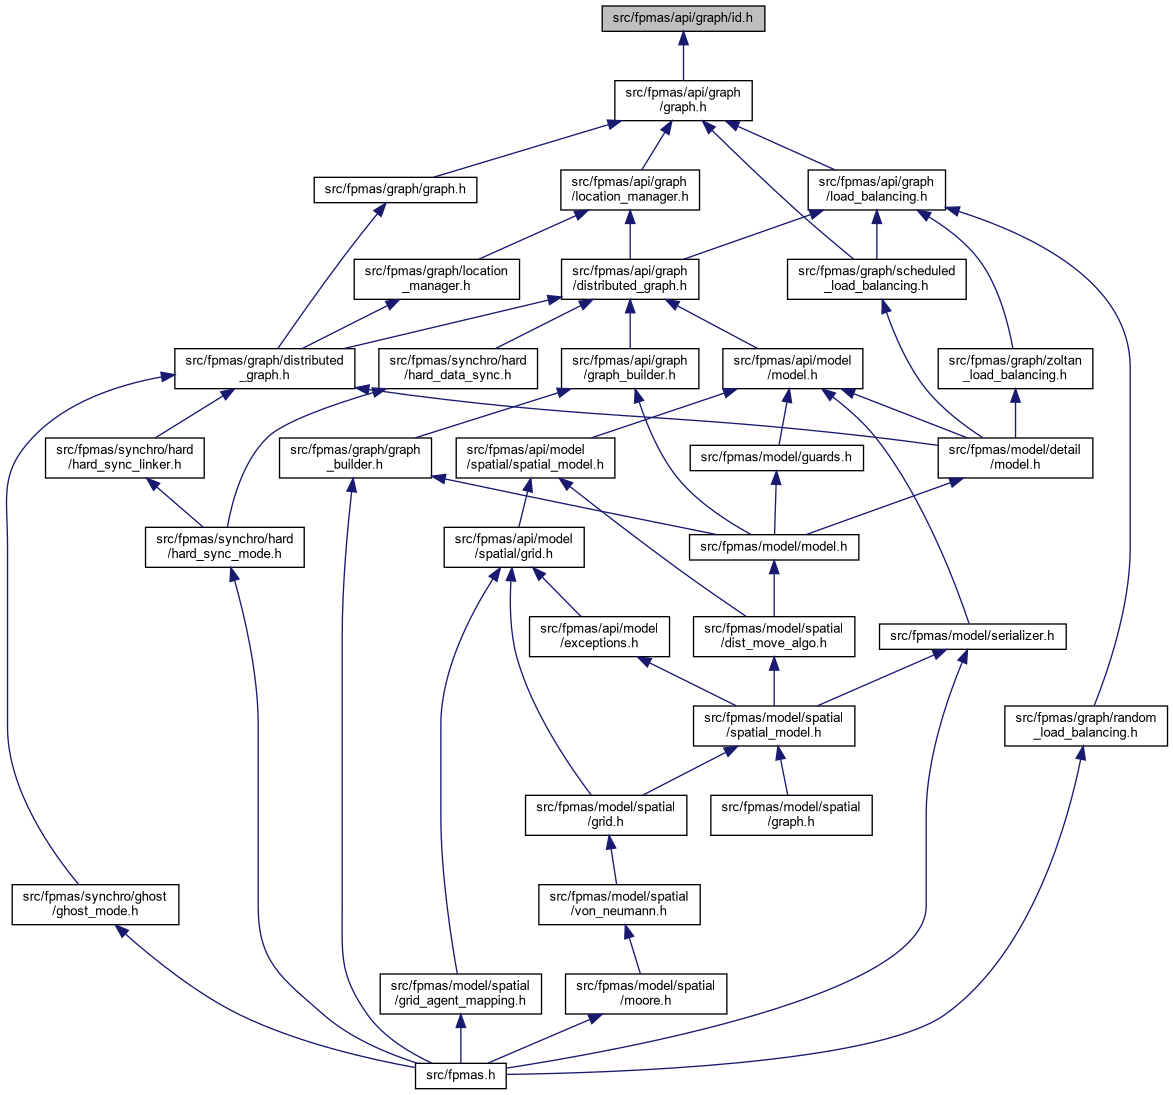 src/fpmas/api/graph/id.h
src/fpmas/api/graph
/graph.h
src/fpmas/graph/graph.h
src/fpmas/api/graph
/location_manager.h
src/fpmas/api/graph
/load_balancing.h
src/fpmas/graph/location
_manager.h
src/fpmas/api/graph
/distributed_graph.h
src/fpmas/graph/scheduled
_load_balancing.h
src/fpmas/graph/distributed
_graph.h
src/fpmas/synchro/hard
/hard_data_sync.h
src/fpmas/api/graph
/graph_builder.h
src/fpmas/api/model
/model.h
src/fpmas/graph/zoltan
_load_balancing.h
src/fpmas/synchro/hard
/hard_sync_linker.h
src/fpmas/graph/graph
_builder.h
src/fpmas/api/model
/spatial/spatial_model.h
src/fpmas/model/guards.h
src/fpmas/model/detail
/model.h
src/fpmas/synchro/hard
/hard_sync_mode.h
src/fpmas/api/model
/spatial/grid.h
src/fpmas/model/model.h
src/fpmas/api/model
/exceptions.h
src/fpmas/model/spatial
/dist_move_algo.h
src/fpmas/model/serializer.h
src/fpmas/model/spatial
/spatial_model.h
src/fpmas/graph/random
_load_balancing.h
src/fpmas/model/spatial
/grid.h
src/fpmas/model/spatial
/graph.h
src/fpmas/synchro/ghost
/ghost_mode.h
src/fpmas/model/spatial
/von_neumann.h
src/fpmas/model/spatial
/grid_agent_mapping.h
src/fpmas/model/spatial
/moore.h
src/fpmas.h